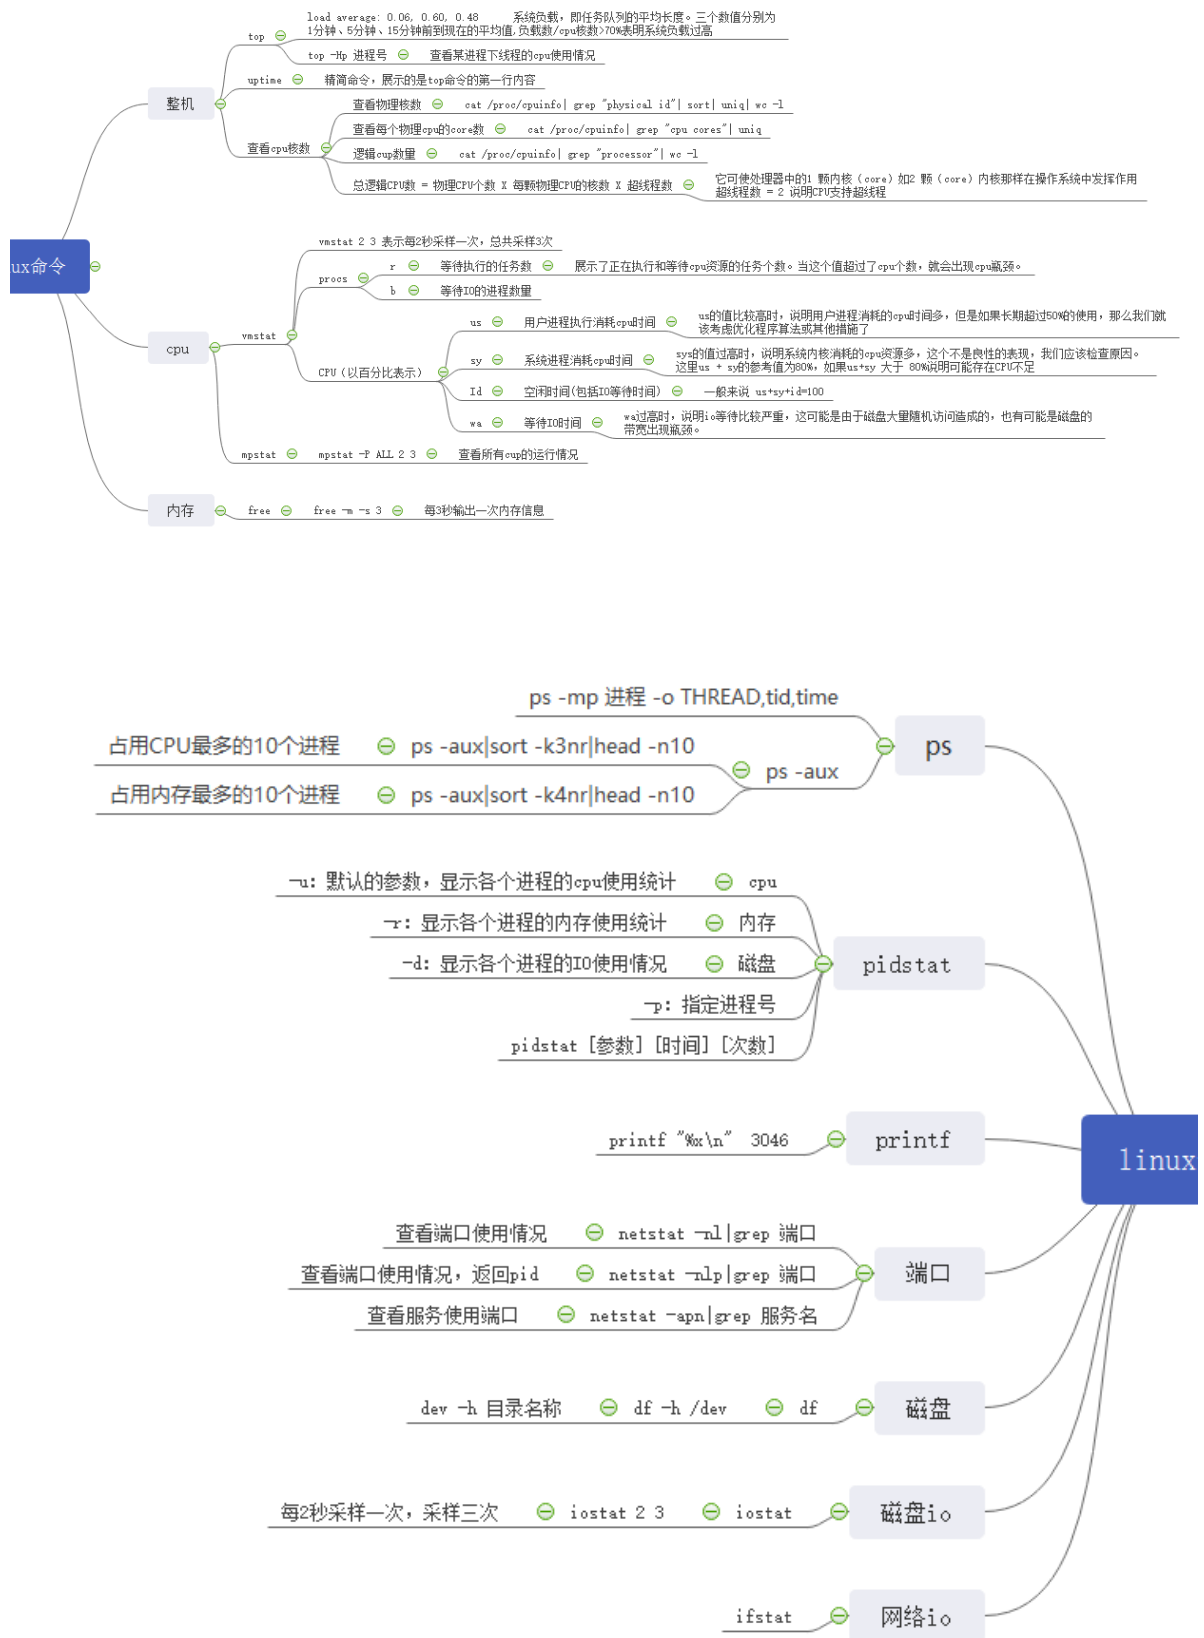 load average: 0.06, 0.60, 0.48 系统负载，即任务队列的平均长度。三个数值分别为
1分钟、5分钟、15分钟前到现在的平均值,负载数/cpu核数>70%表明系统负载过高
top
top -Hp 进程号 查看某进程下线程的cpu使用情况
uptime 精简命令，展示的是top命令的第一行内容
整机
查看物理核数 cat /proc/cpuinfo| grep "physical id"| sort| uniq| wc -l
查看每个物理cpu的core数 cat /proc/cpuinfo| grep "cpu cores"| uniq
查看cpu核数
逻辑cup数量 cat /proc/cpuinfo| grep "processor"| wc -l
总逻辑CPU数 = 物理CPU个数 X 每颗物理CPU的核数 X 超线程数
它可使处理器中的1 颗内核（core）如2 颗（core）内核那样在操作系统中发挥作用
超线程数 = 2 说明CPU支持超线程
ux命令
vmstat 2 3 表示每2秒采样一次，总共采样3次
procs
r 等待执行的任务数 展示了正在执行和等待cpu资源的任务个数。当这个值超过了cpu个数，就会出现cpu瓶颈。
b 等待IO的进程数量
cpu
vmstat
us 用户进程执行消耗cpu时间
us的值比较高时，说明用户进程消耗的cpu时间多，但是如果长期超过50%的使用，那么我们就
该考虑优化程序算法或其他措施了
CPU（以百分比表示）
sy 系统进程消耗cpu时间
sys的值过高时，说明系统内核消耗的cpu资源多，这个不是良性的表现，我们应该检查原因。
这里us + sy的参考值为80%，如果us+sy 大于 80%说明可能存在CPU不足
Id 空闲时间(包括IO等待时间) 一般来说 us+sy+id=100
wa 等待IO时间
wa过高时，说明io等待比较严重，这可能是由于磁盘大量随机访问造成的，也有可能是磁盘的
带宽出现瓶颈。
mpstat mpstat -P ALL 2 3 查看所有cup的运行情况
内存 free free -m -s 3 每3秒输出一次内存信息
ps -mp 进程 -o THREAD,tid,time
ps
占用CPU最多的10个进程 ps -aux|sort -k3nr|head -n10
ps -aux
占用内存最多的10个进程 ps -aux|sort -k4nr|head -n10
-u: 默认的参数，显示各个进程的cpu使用统计 cpu
-r: 显示各个进程的内存使用统计 内存
-d: 显示各个进程的IO使用情况 磁盘
pidstat
-p: 指定进程号
pidstat [参数] [时间] [次数]
printf "%x\n" 3046 printf
linux
查看端口使用情况 netstat -nl|grep 端口
查看端口使用情况，返回pid netstat -nlp|grep 端口
端口
查看服务使用端口 netstat -apn|grep 服务名
dev -h 目录名称 df -h /dev df 磁盘
每2秒采样一次，采样三次 iostat 2 3 iostat 磁盘io
ifstat 网络io